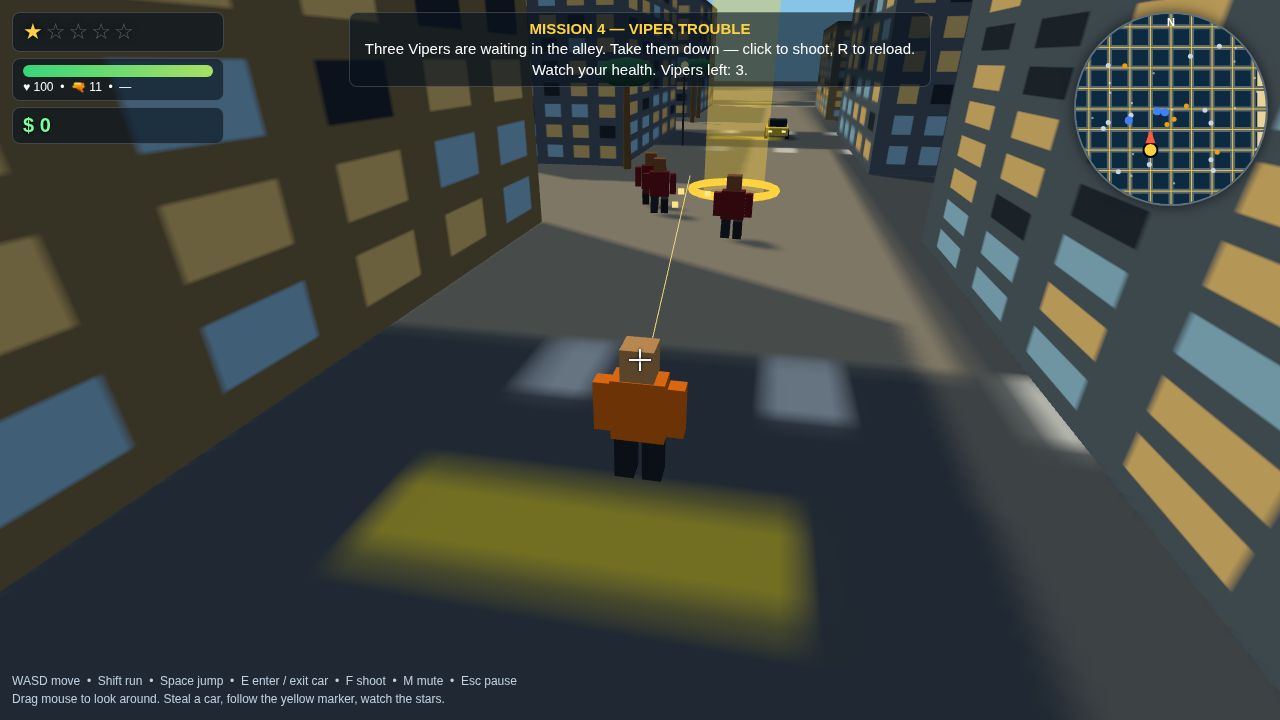 ★☆☆☆☆
♥ 100 • 🔫 11 • —
$ 0
MISSION 4 — VIPER TROUBLE
Three Vipers are waiting in the alley. Take them down — click to shoot, R to reload.
Watch your health. Vipers left: 3.
N
WASD move • Shift run • Space jump • E enter / exit car • F shoot • M mute • Esc pause
Drag mouse to look around. Steal a car, follow the yellow marker, watch the stars.